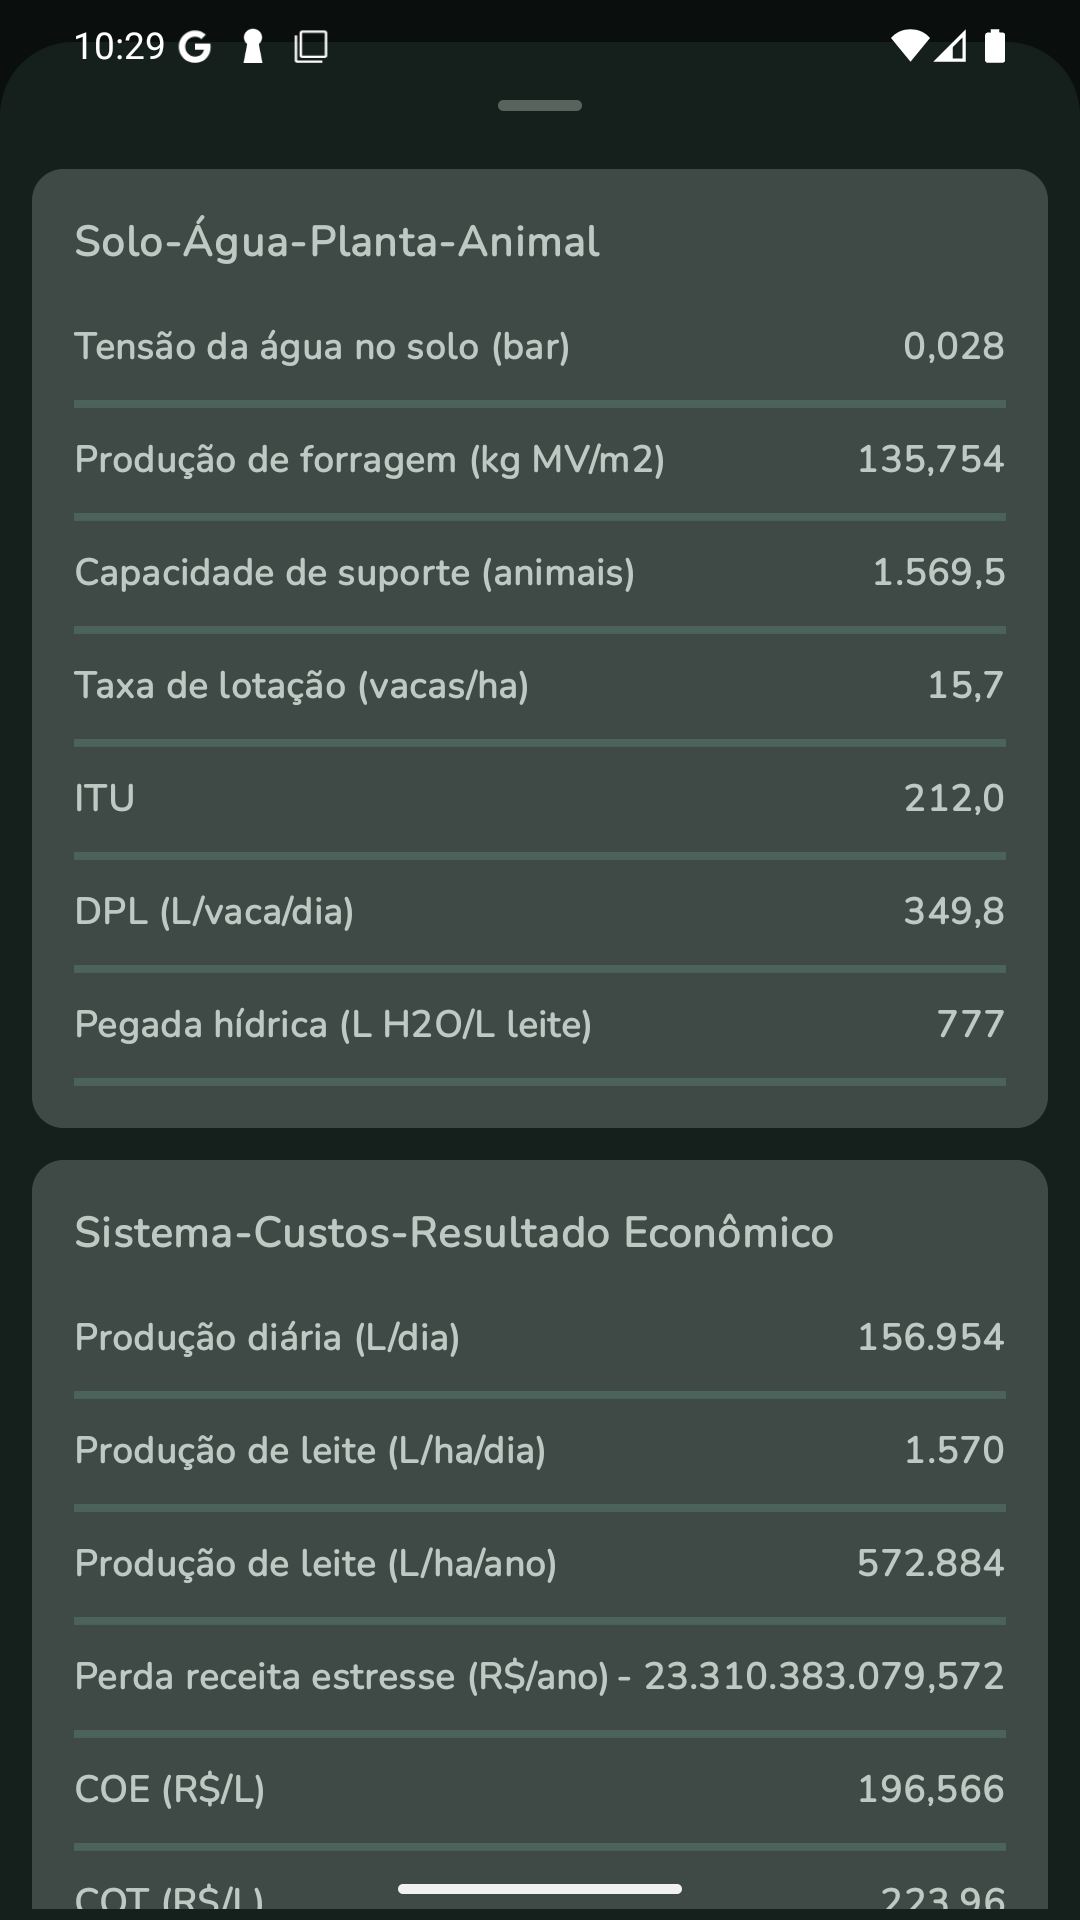 10:29
Solo-Água-Planta-Animal
Tensão da água no solo (bar) 0,028
Produção de forragem (kg MV/m2) 135,754
Capacidade de suporte (animais) 1.569,5
Taxa de lotação (vacas/ha) 15,7
ITU 212,0
DPL (L/vaca/dia) 349,8
Pegada hídrica (L H2O/L leite) 777
Sistema-Custos-Resultado Econômico
Produção diária (L/dia) 156.954
Produção de leite (L/ha/dia) 1.570
Produção de leite (L/ha/ano) 572.884
Perda receita estresse (R$/ano) - 23.310.383.079,572
COE (R$/L) 196,566
COT (R$/L) 223,96